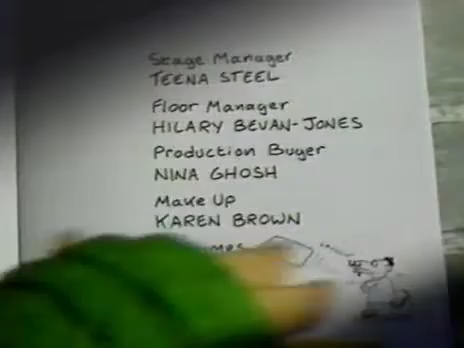 Stage Manager
TEENA STEEL
Floor Manager
HILARY BEVAN-JONES
Production Buyer
NINA GHOSH
Make Up
KAREN BROWN